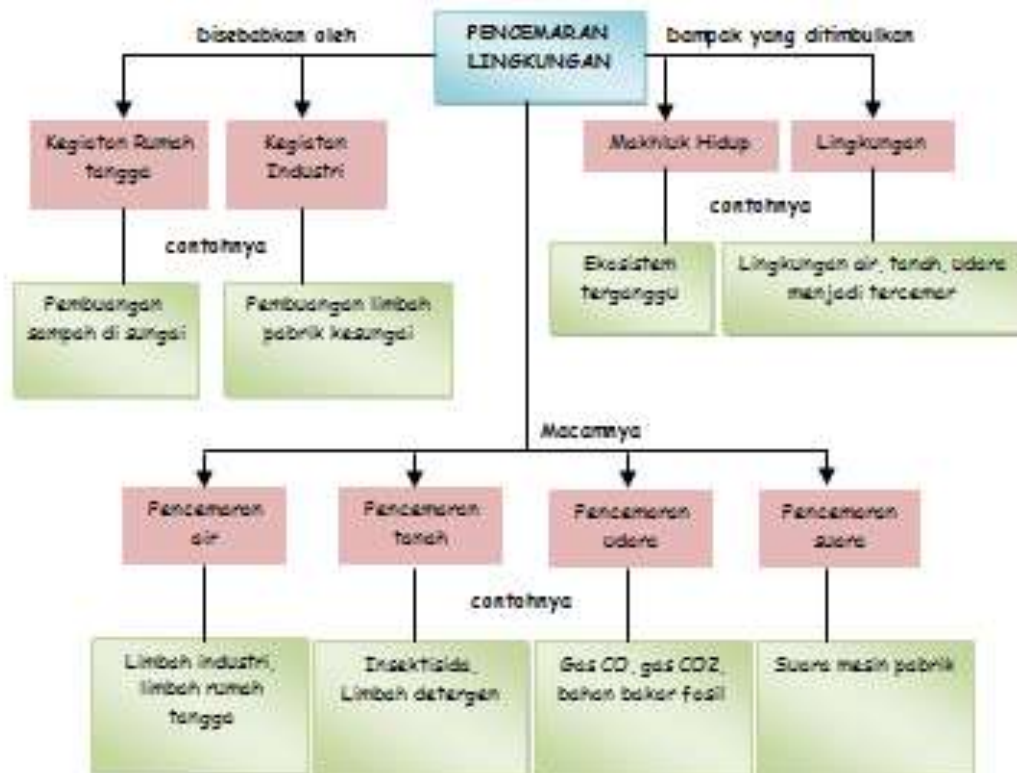 Disebabkan oleh
PENCEMARAN
LINGKUNGAN
Dampak yang ditimbulkan
Kegiatan Rumah
tangga
Kegiatan
Industri
Makhluk Hidup
Lingkungan
contohnya
contohnya
Pembuangan
sampah di sungai
Pembuangan limbah
pabrik kesungai
Ekosistem
terganggu
Lingkungan air, tanah, udara
menjadi tercemar
Macamnya
Pencemaran
air
Pencemaran
tanah
Pencemaran
udara
Pencemaran
suara
contohnya
Limbah industri,
limbah rumah
tangga
Insektisida,
Limbah detergen
Gas CO, gas CO2,
bahan bakar fosil
Suara mesin pabrik